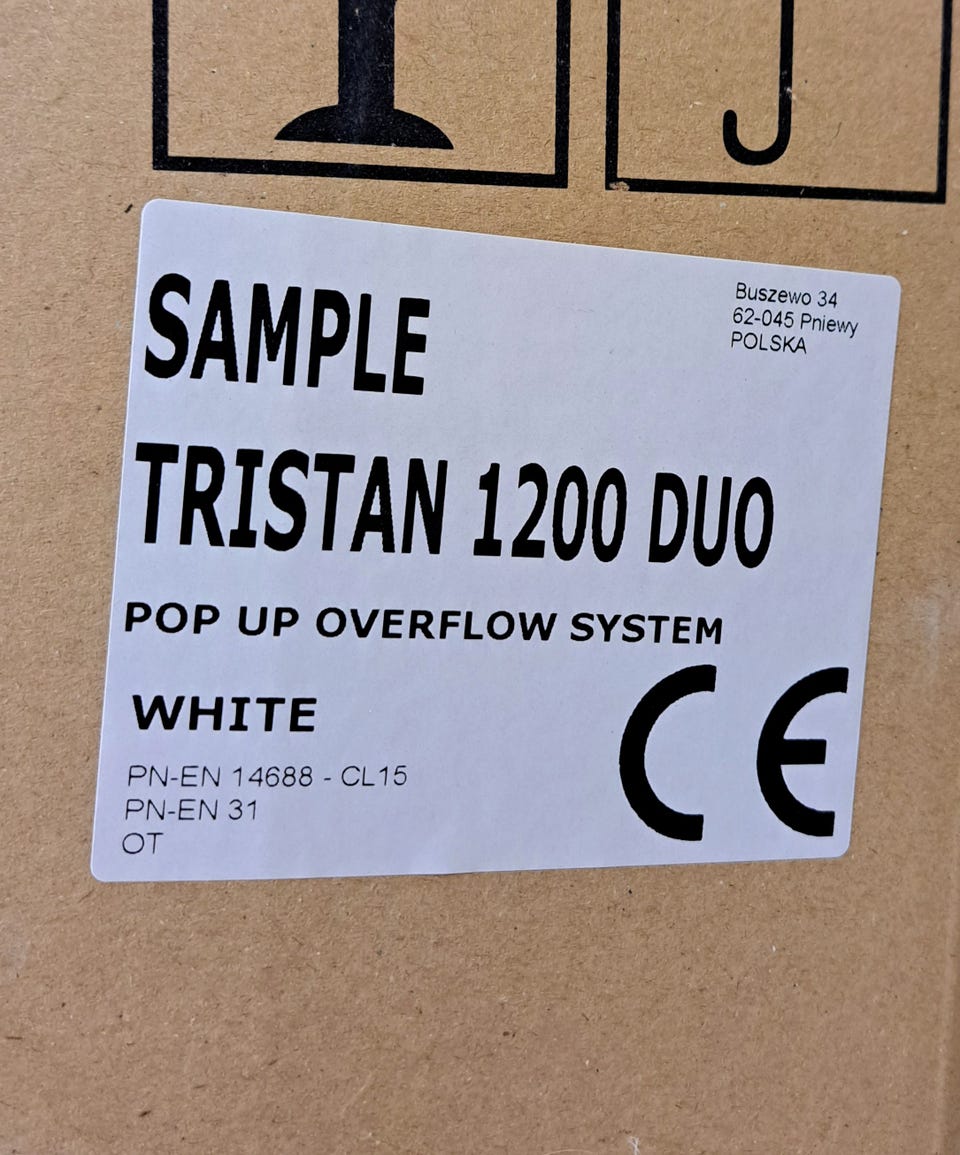 SAMPLE
Buszewo 34
62-045 Pniewy
POLSKA
TRISTAN 1200 DUO
POP UP OVERFLOW SYSTEM
WHITE
PN-EN 14688 - CL15
PN-EN 31
OT
CE